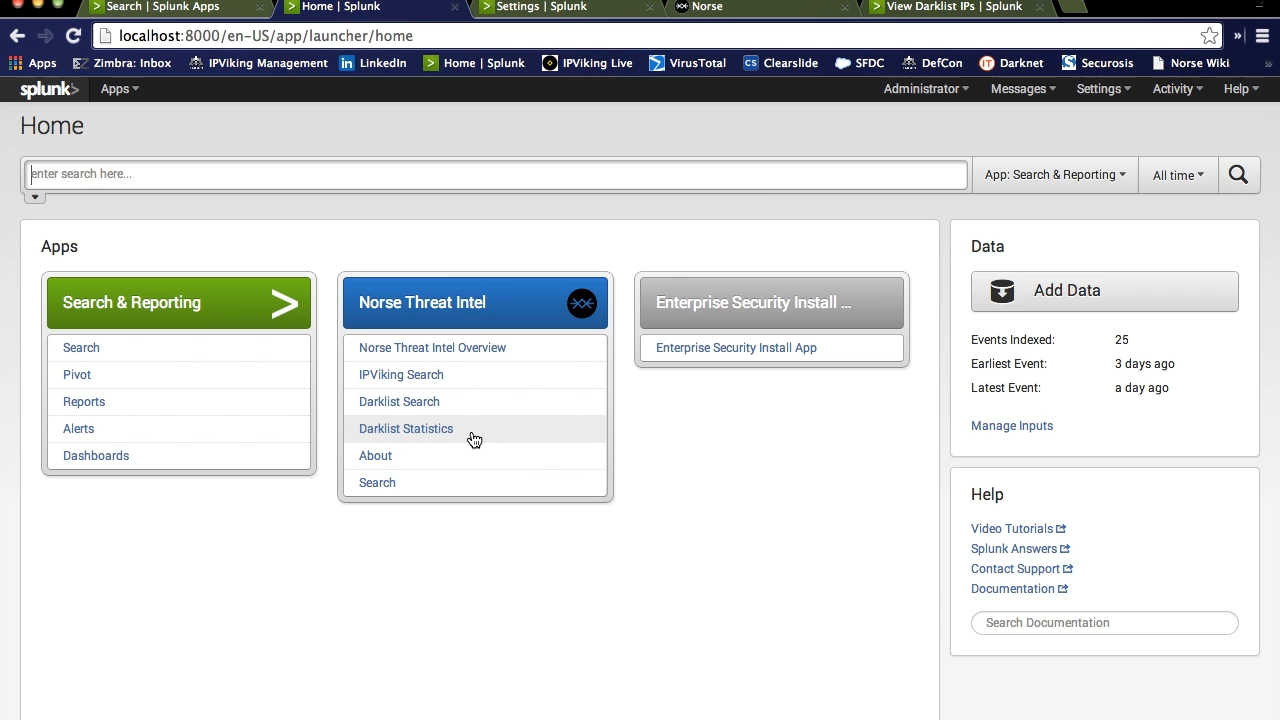 Search | Splunk Apps
Home | Splunk
Settings | Splunk
Norse
View Darklist IPs | Splunk
localhost:8000/en-US/app/launcher/home
Apps
Zimbra: Inbox
IPViking Management
LinkedIn
Home | Splunk
IPViking Live
VirusTotal
Clearslide
SFDC
DefCon
Darknet
Securosis
Norse Wiki
splunk>
Apps
Administrator
Messages
Settings
Activity
Help
Home
enter search here...
App: Search & Reporting
All time
Apps
Search & Reporting
Search
Pivot
Reports
Alerts
Dashboards
Norse Threat Intel
Norse Threat Intel Overview
IPViking Search
Darklist Search
Darklist Statistics
About
Search
Enterprise Security Install ...
Enterprise Security Install App
Data
Add Data
Events Indexed: 25
Earliest Event: 3 days ago
Latest Event: a day ago
Manage Inputs
Help
Video Tutorials
Splunk Answers
Contact Support
Documentation
Search Documentation